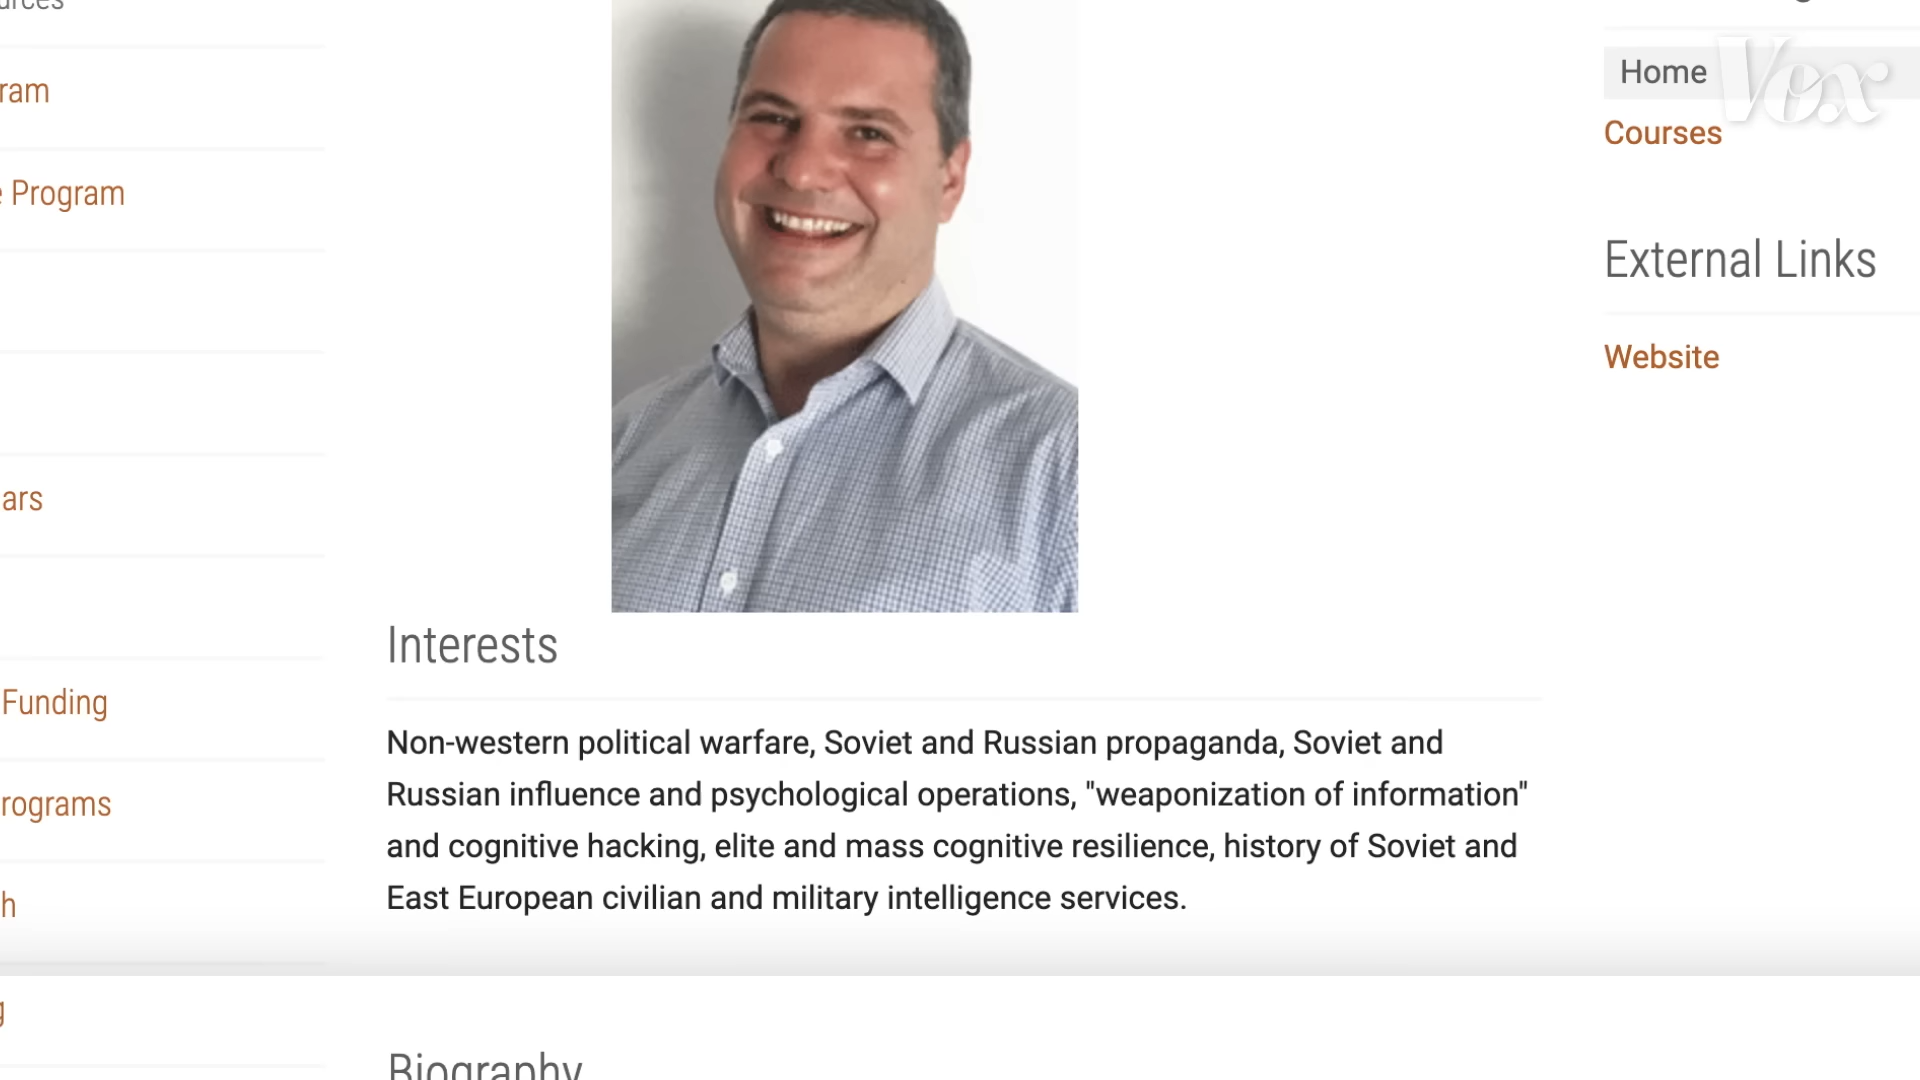 ram
Program
ars
Funding
rograms
h
g
Home
Vox
Courses
External Links
Website
Interests
Non-western political warfare, Soviet and Russian propaganda, Soviet and
Russian influence and psychological operations, "weaponization of information"
and cognitive hacking, elite and mass cognitive resilience, history of Soviet and
East European civilian and military intelligence services.
Biography